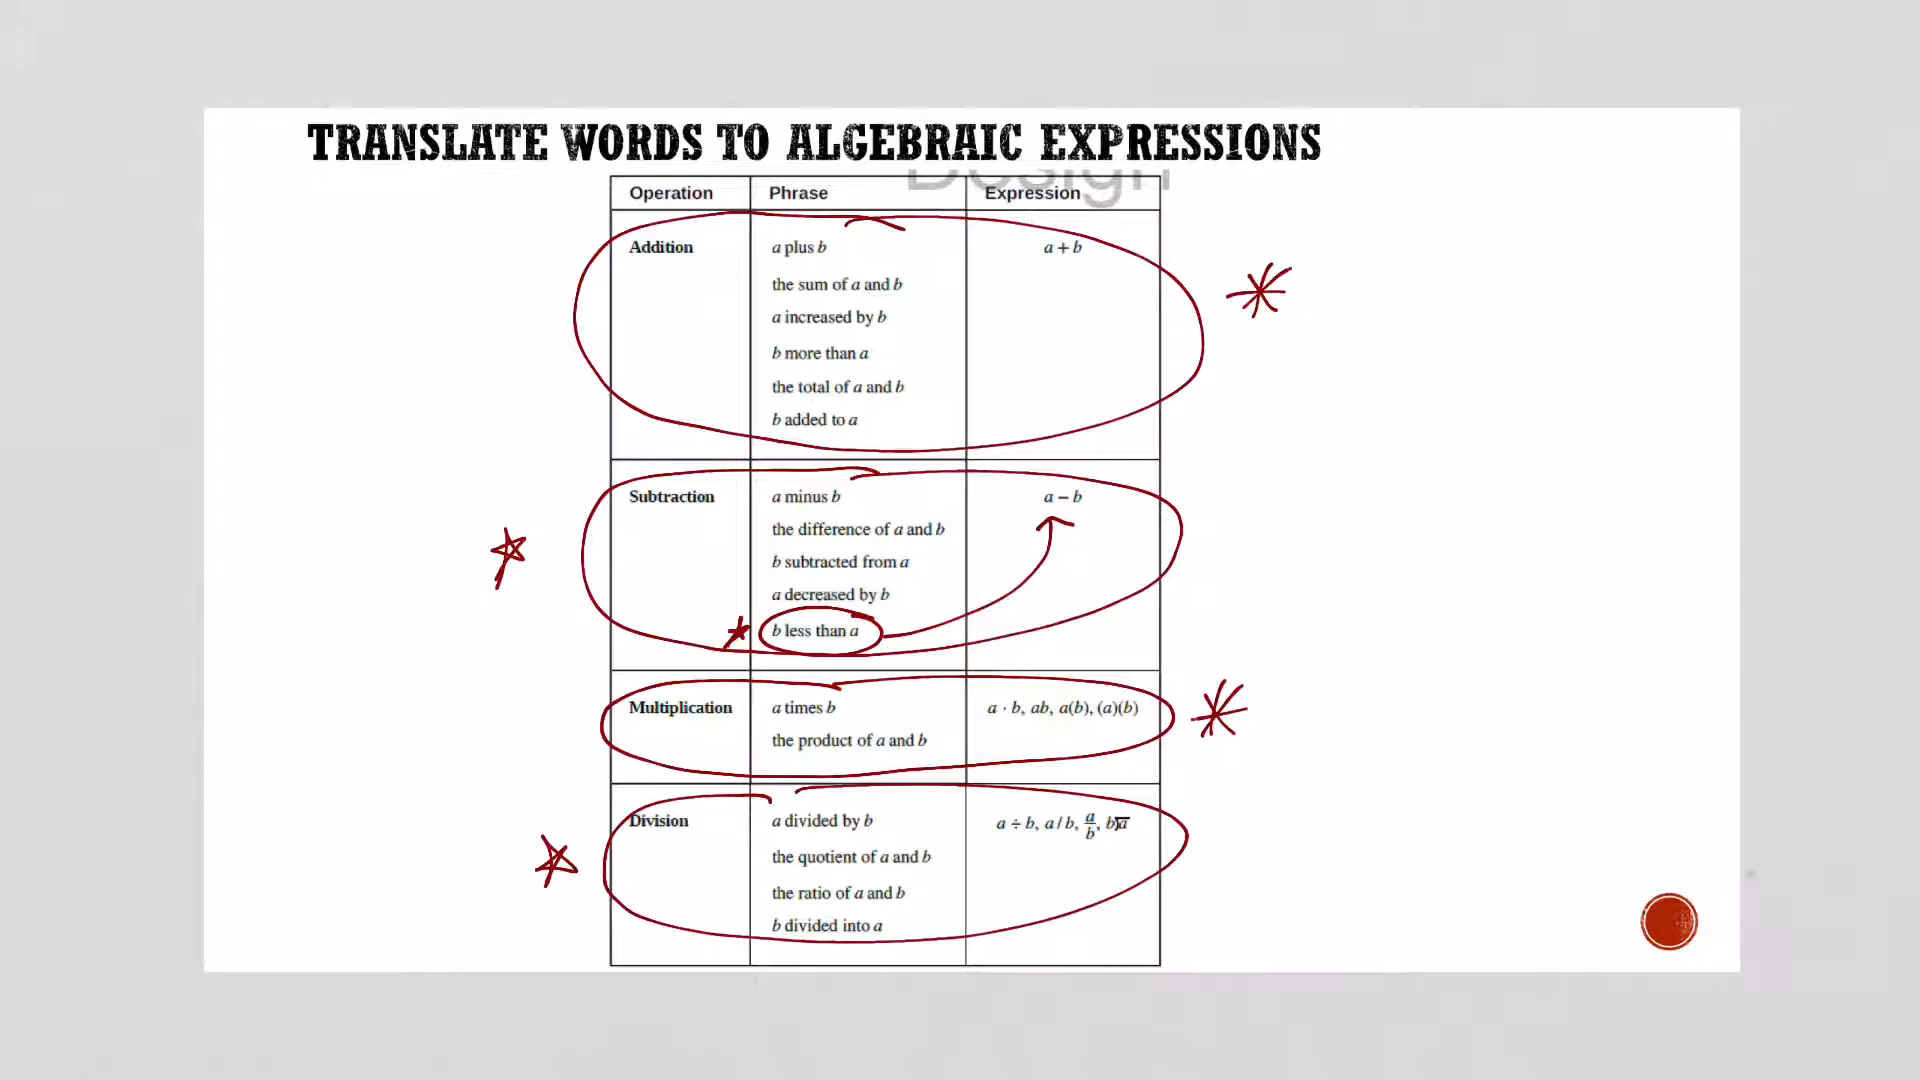 TRANSLATE WORDS TO ALGEBRAIC EXPRESSIONS
Design
Operation Phrase Expression
Addition a plus b a + b
the sum of a and b
a increased by b
b more than a
the total of a and b
b added to a
Subtraction a minus b a − b
the difference of a and b
b subtracted from a
a decreased by b
b less than a
Multiplication a times b a · b, ab, a(b), (a)(b)
the product of a and b
Division a divided by b a ÷ b, a / b, a/b, b)a
the quotient of a and b
the ratio of a and b
b divided into a